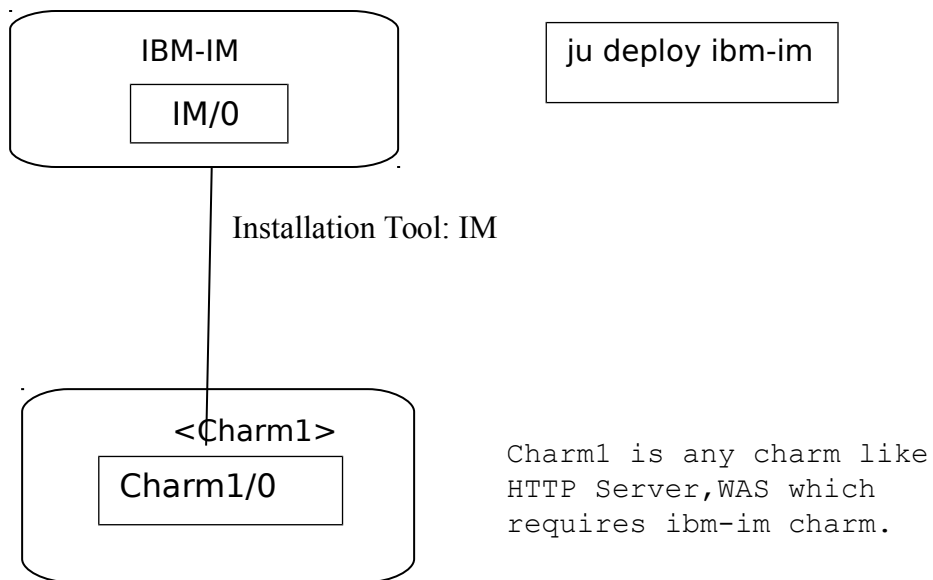 IBM-IM
IM/0
ju deploy ibm-im
Installation Tool: IM
<Charm1>
Charm1/0
Charm1 is any charm like
HTTP Server,WAS which
requires ibm-im charm.